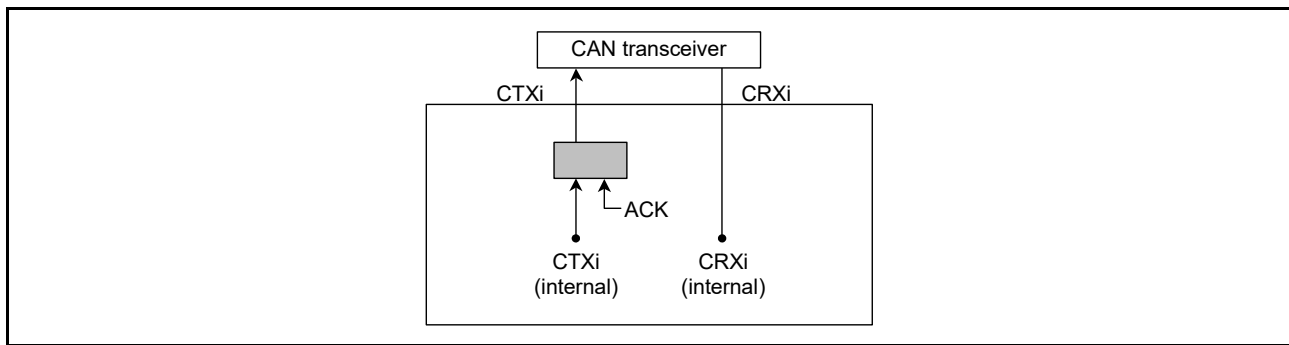 CAN transceiver
CTXi
CRXi
ACK
CTXi
(internal)
CRXi
(internal)